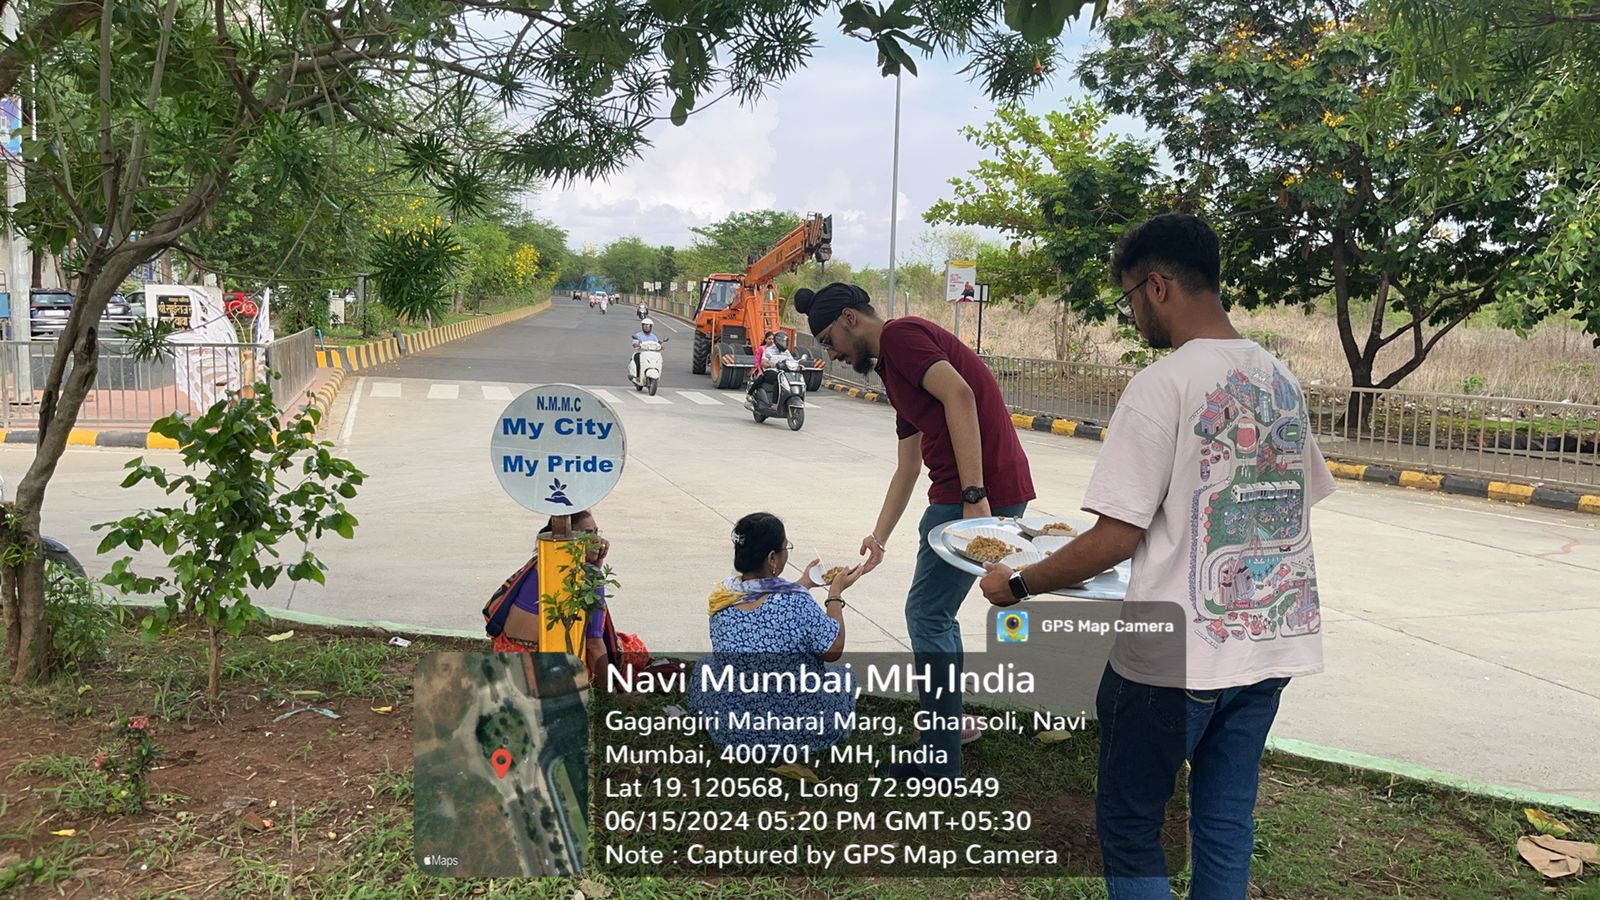 N.M.M.C
My City
My Pride
GPS Map Camera
Navi Mumbai,MH,India
Gagangiri Maharaj Marg, Ghansoli, Navi
Mumbai, 400701, MH, India
Lat 19.120568, Long 72.990549
06/15/2024 05:20 PM GMT+05:30
Note : Captured by GPS Map Camera
Maps